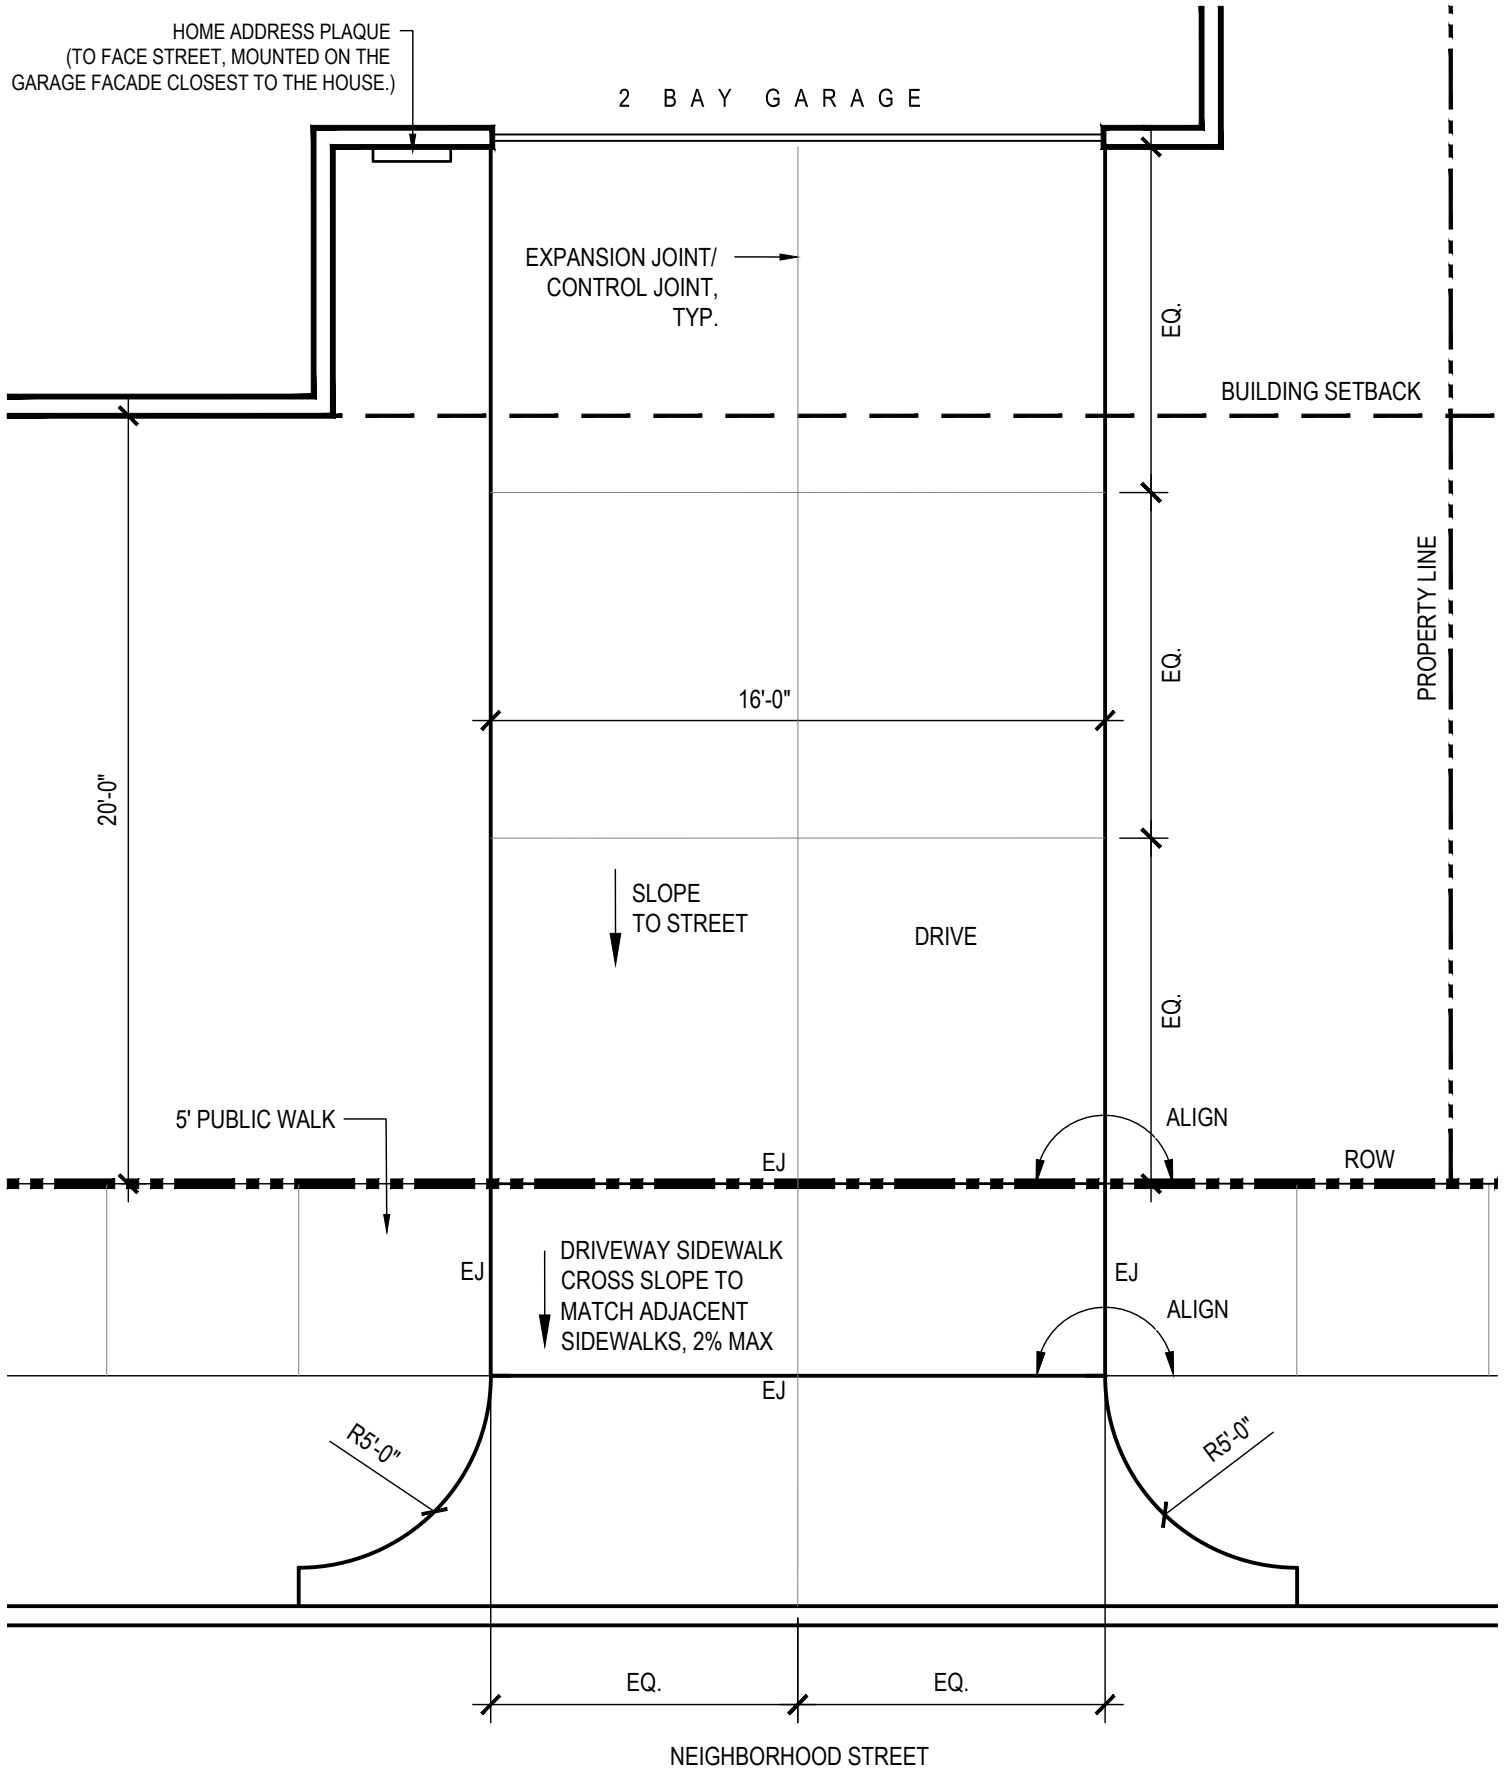 HOME ADDRESS PLAQUE
(TO FACE STREET, MOUNTED ON THE
GARAGE FACADE CLOSEST TO THE HOUSE.)
2 BAY GARAGE
EXPANSION JOINT/
CONTROL JOINT,
TYP.
EQ.
BUILDING SETBACK
PROPERTY LINE
EQ.
16'-0"
20'-0"
SLOPE
TO STREET
DRIVE
EQ.
5' PUBLIC WALK
ALIGN
EJ
ROW
DRIVEWAY SIDEWALK
CROSS SLOPE TO
MATCH ADJACENT
SIDEWALKS, 2% MAX
EJ
EJ
ALIGN
EJ
R5'-0"
R5'-0"
EQ.
EQ.
NEIGHBORHOOD STREET